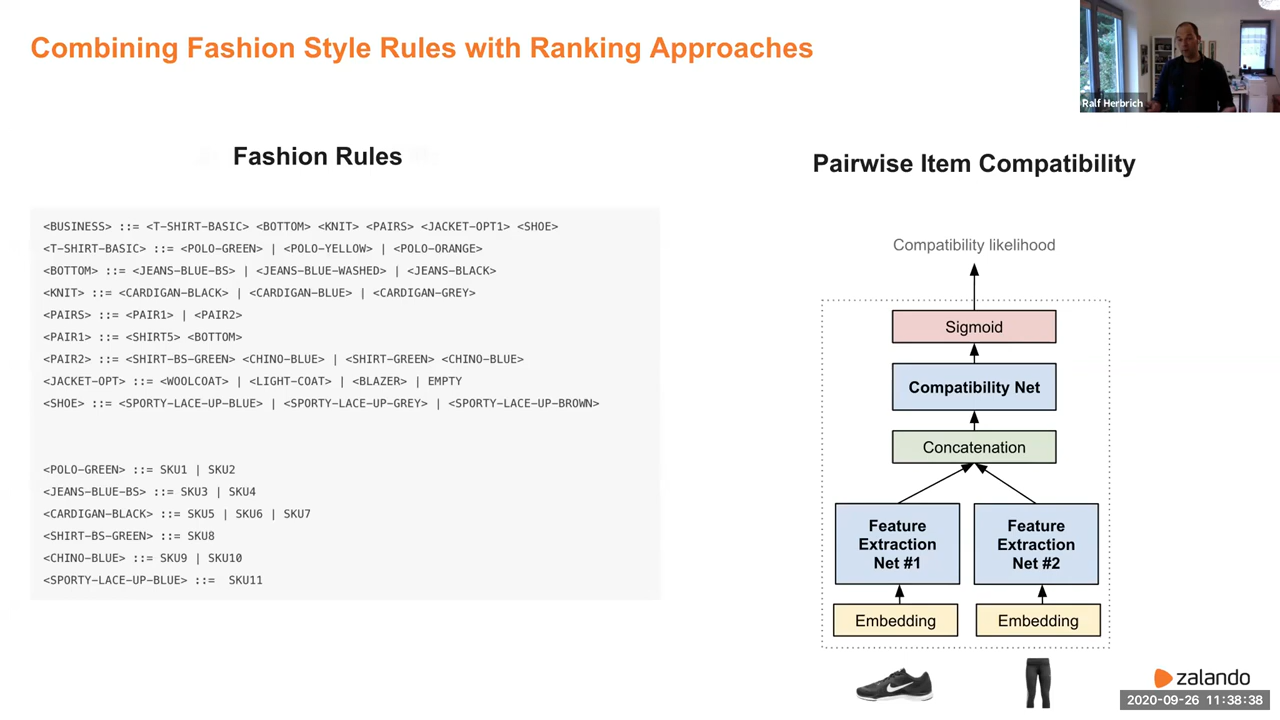 Combining Fashion Style Rules with Ranking Approaches
Ralf Herbrich
Fashion Rules
<BUSINESS> ::= <T-SHIRT-BASIC> <BOTTOM> <KNIT> <PAIRS> <JACKET-OPT1> <SHOE>
<T-SHIRT-BASIC> ::= <POLO-GREEN> | <POLO-YELLOW> | <POLO-ORANGE>
<BOTTOM> ::= <JEANS-BLUE-BS> | <JEANS-BLUE-WASHED> | <JEANS-BLACK>
<KNIT> ::= <CARDIGAN-BLACK> | <CARDIGAN-BLUE> | <CARDIGAN-GREY>
<PAIRS> ::= <PAIR1> | <PAIR2>
<PAIR1> ::= <SHIRT5> <BOTTOM>
<PAIR2> ::= <SHIRT-BS-GREEN> <CHINO-BLUE> | <SHIRT-GREEN> <CHINO-BLUE>
<JACKET-OPT> ::= <WOOLCOAT> | <LIGHT-COAT> | <BLAZER> | EMPTY
<SHOE> ::= <SPORTY-LACE-UP-BLUE> | <SPORTY-LACE-UP-GREY> | <SPORTY-LACE-UP-BROWN>
<POLO-GREEN> ::= SKU1 | SKU2
<JEANS-BLUE-BS> ::= SKU3 | SKU4
<CARDIGAN-BLACK> ::= SKU5 | SKU6 | SKU7
<SHIRT-BS-GREEN> ::= SKU8
<CHINO-BLUE> ::= SKU9 | SKU10
<SPORTY-LACE-UP-BLUE> ::=  SKU11
Pairwise Item Compatibility
Compatibility likelihood
Sigmoid
Compatibility Net
Concatenation
Feature
Extraction
Net #1
Feature
Extraction
Net #2
Embedding
Embedding
zalando
2020-09-26 11:38:38